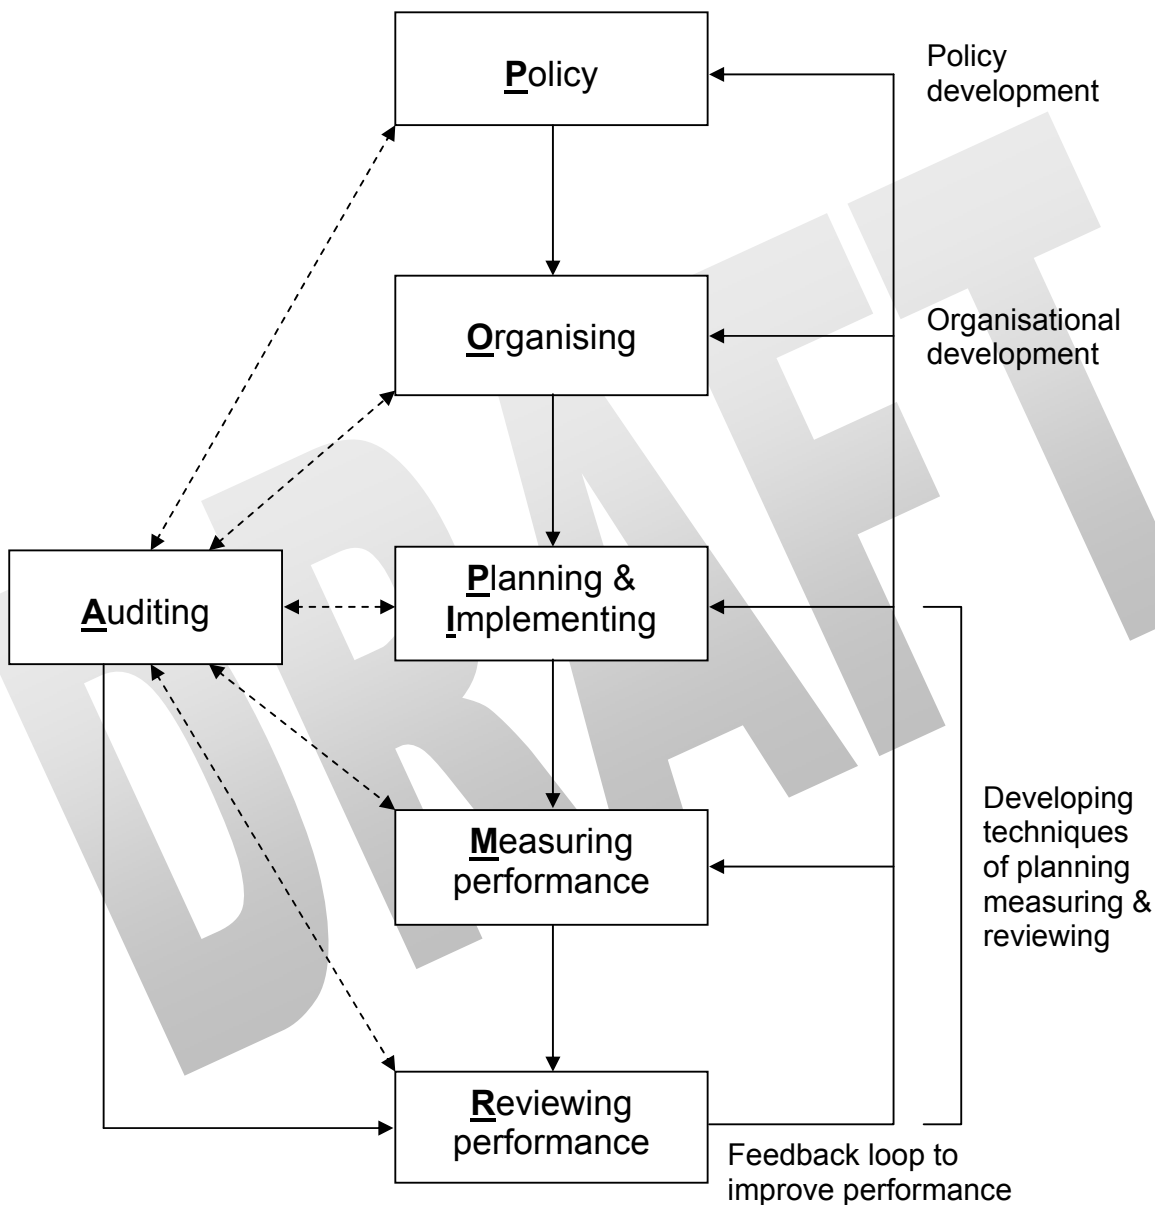 Policy
Policy
development
Organising
Organisational
development
Auditing
Planning &
Implementing
Measuring
performance
Developing
techniques
of planning
measuring &
reviewing
Reviewing
performance
Feedback loop to
improve performance
DRAFT